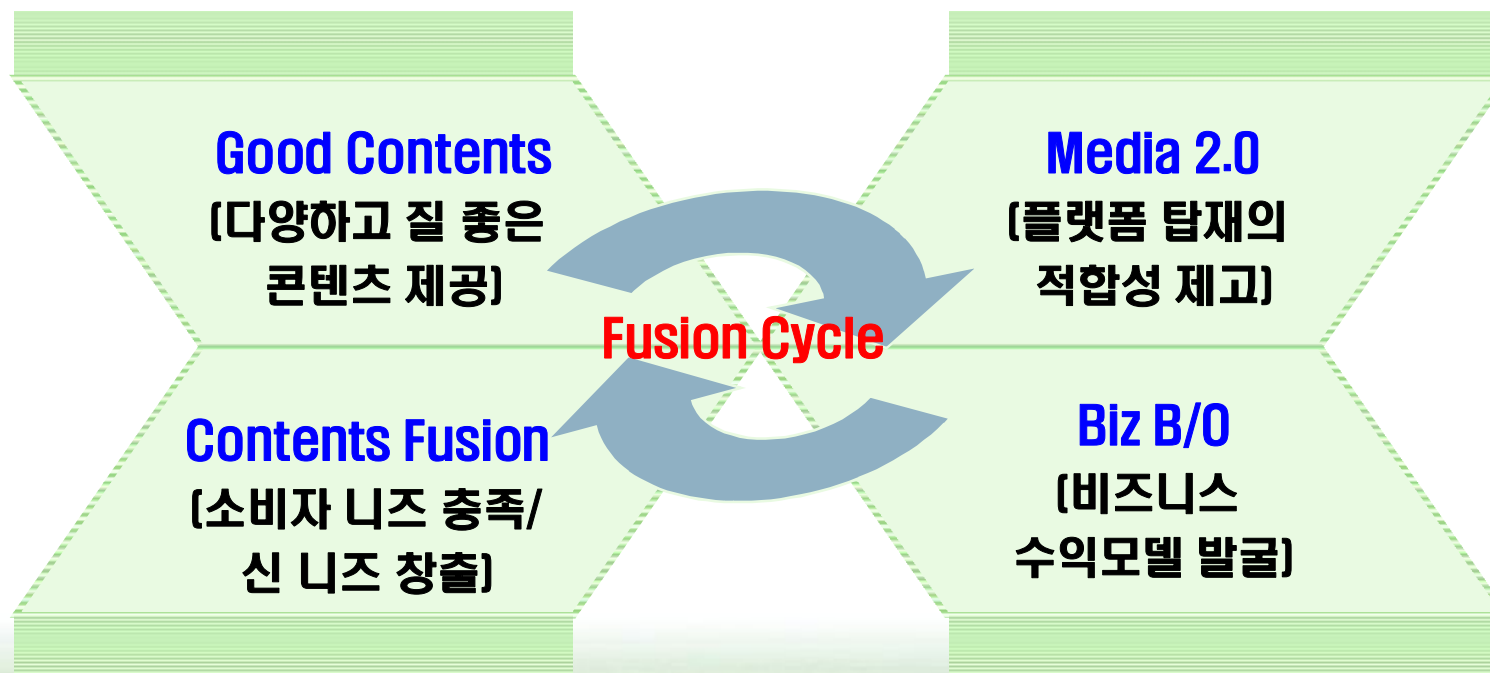 Good Contents
(다양하고 질 좋은
콘텐츠 제공)
Media 2.0
(플랫폼 탑재의
적합성 제고)
Fusion Cycle
Contents Fusion
(소비자 니즈 충족/
신 니즈 창출)
Biz B/O
(비즈니스
수익모델 발굴)